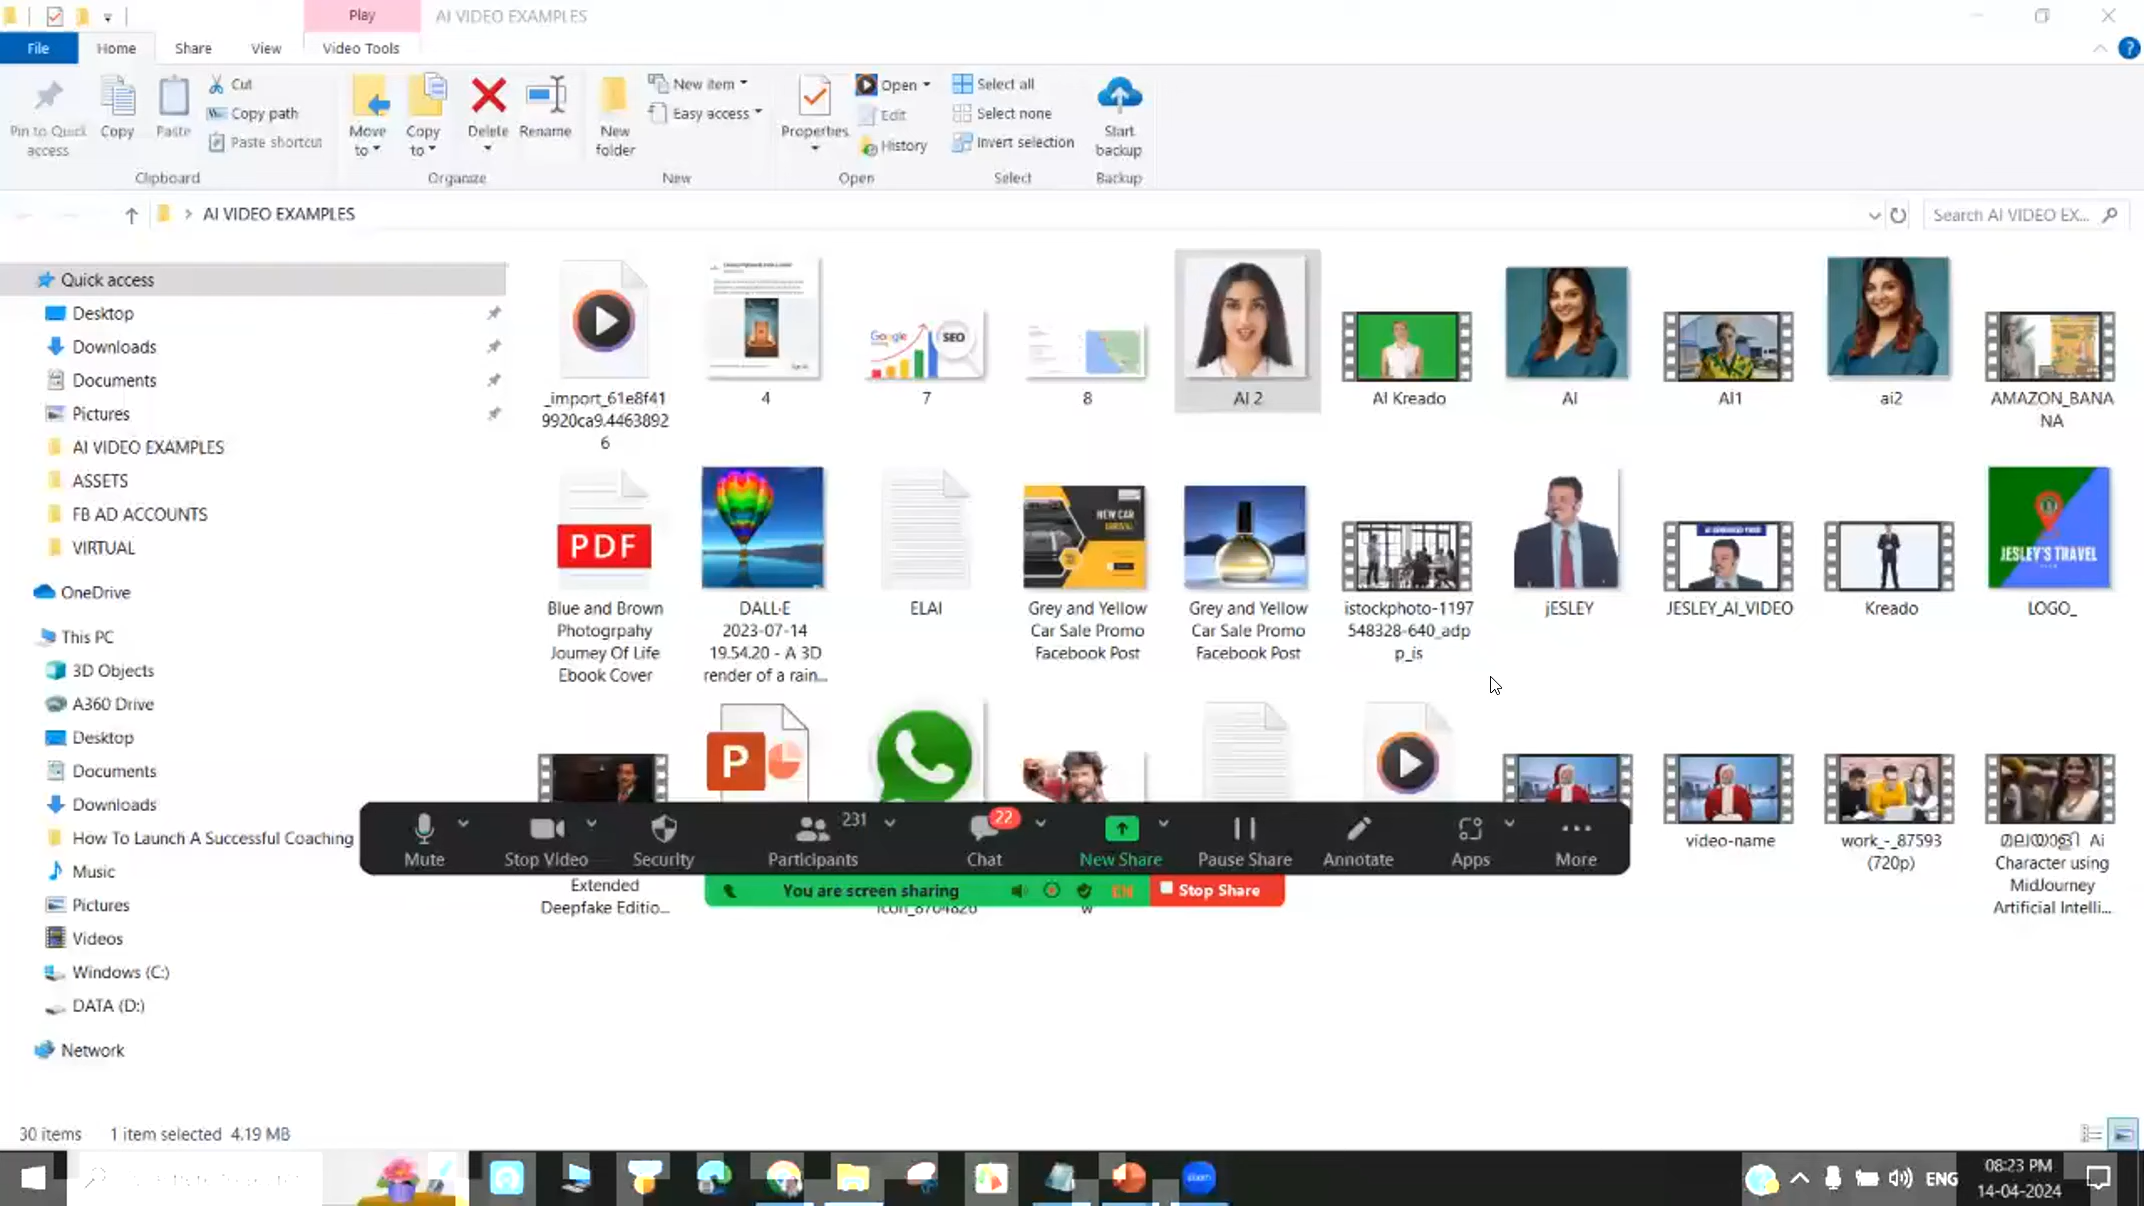 Play
AI VIDEO EXAMPLES
File
Home
Share
View
Video Tools
Pin to Quick access
Copy
Paste
Cut
Copy path
Paste shortcut
Clipboard
Move to
Copy to
Delete
Rename
Organize
New folder
New item
Easy access
New
Properties
Open
Edit
History
Open
Select all
Select none
Invert selection
Select
Start backup
Backup
AI VIDEO EXAMPLES
Search AI VIDEO EX...
Quick access
Desktop
Downloads
Documents
Pictures
AI VIDEO EXAMPLES
ASSETS
FB AD ACCOUNTS
VIRTUAL
OneDrive
This PC
3D Objects
A360 Drive
Desktop
Documents
Downloads
How To Launch A Successful Coaching
Music
Pictures
Videos
Windows (C:)
DATA (D:)
Network
Google
SEO
_import_61e8f41
9920ca9.4463892
6
4
7
8
AI 2
AI Kreado
AI
AI1
ai2
AMAZON_BANA
NA
PDF
NEW CAR
JESLEY'S TRAVEL
Blue and Brown
Photogrpahy
Journey Of Life
Ebook Cover
DALL·E
2023-07-14
19.54.20 - A 3D
render of a rain...
ELAI
Grey and Yellow
Car Sale Promo
Facebook Post
Grey and Yellow
Car Sale Promo
Facebook Post
istockphoto-1197
548328-640_adp
p_is
jESLEY
JESLEY_AI_VIDEO
Kreado
LOGO_
P
Mute
Stop Video
Security
Participants
231
Chat
22
New Share
Pause Share
Annotate
Apps
More
You are screen sharing
EN
Stop Share
Extended
Deepfake Editio...
w
video-name
work_-_87593
(720p)
മലയാളി Ai
Character using
MidJourney
Artificial Intelli...
30 items
1 item selected 4.19 MB
zoom
ENG
08:23 PM
14-04-2024